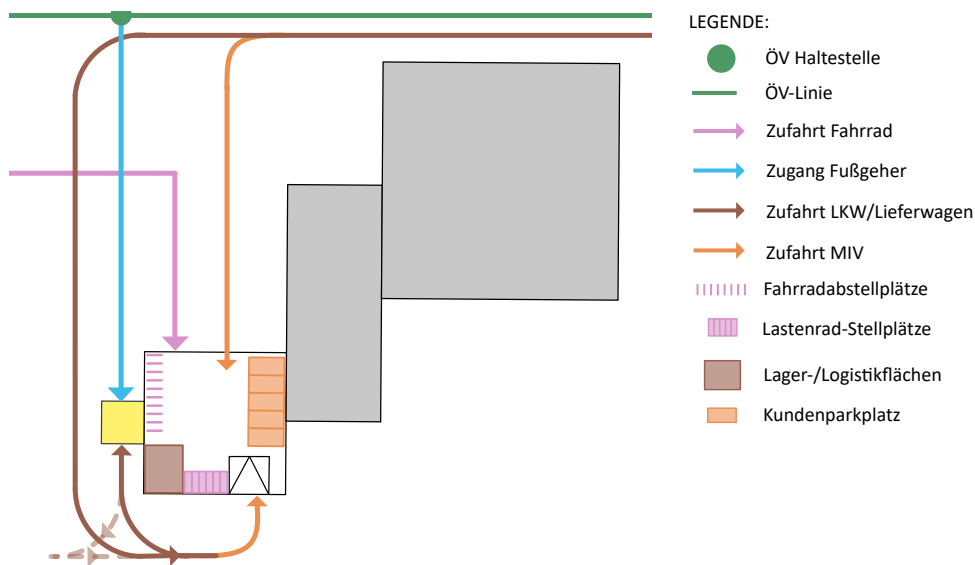 LEGENDE:
ÖV Haltestelle
ÖV-Linie
Zufahrt Fahrrad
Zugang Fußgeher
Zufahrt LKW/Lieferwagen
Zufahrt MIV
Fahrradabstellplätze
Lastenrad-Stellplätze
Lager-/Logistikflächen
Kundenparkplatz